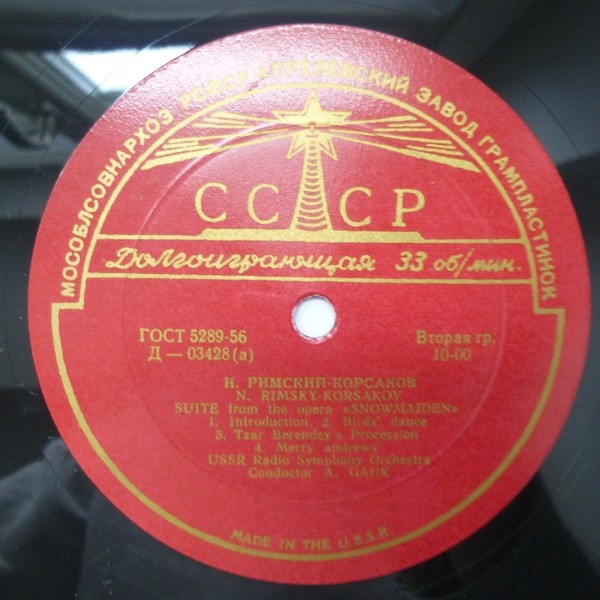 МОСОБЛСОВНАРХОЗ РСФСР АПРЕЛЕВСКИЙ ЗАВОД ГРАМПЛАСТИНОК
СССР
Долгоиграющая 33 об/мин.
ГОСТ 5289-56
Вторая гр.
Д — 03428(а)
10-00
Н. РИМСКИЙ-КОРСАКОВ
N. RIMSKY-KORSAKOV
SUITE from the opera «SNOWMAIDEN»
1. Introduction, 2. Birds' dance
3. Tzar Berendey's Procession
4. Merry andrews
USSR Radio Symphony Orchestra
Conductor A. GAUK
MADE IN THE U.S.S.R.